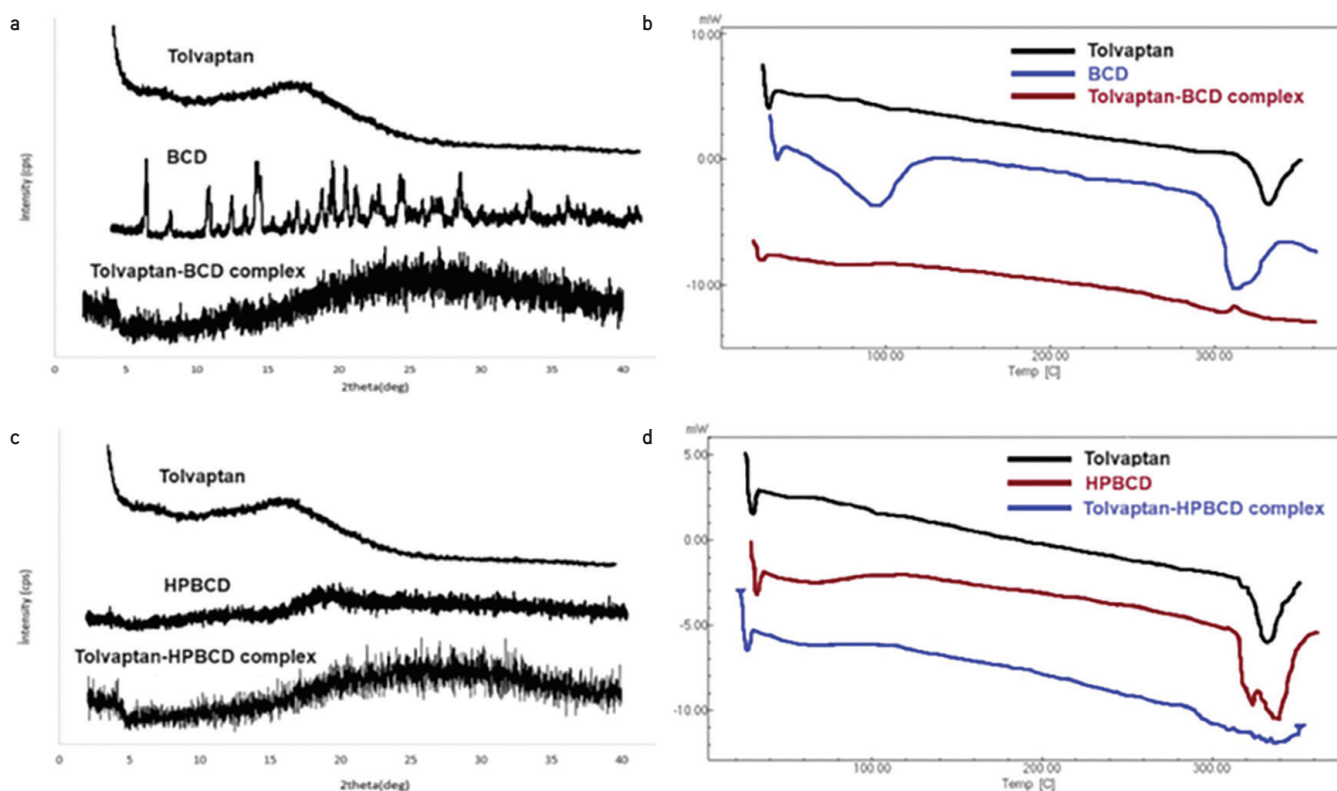 a
Tolvaptan
BCD
Tolvaptan-BCD complex
Intensity (cps)
0 5 10 15 20 25 30 35 40
2theta(deg)
b
mW
10.00
0.00
-10.00
Tolvaptan
BCD
Tolvaptan-BCD complex
100.00 200.00 300.00
Temp [C]
c
Tolvaptan
HPBCD
Tolvaptan-HPBCD complex
Intensity (cps)
0 5 10 15 20 25 30 35 40
2theta(deg)
d
mW
5.00
0.00
-5.00
-10.00
Tolvaptan
HPBCD
Tolvaptan-HPBCD complex
100.00 200.00 300.00
Temp [C]